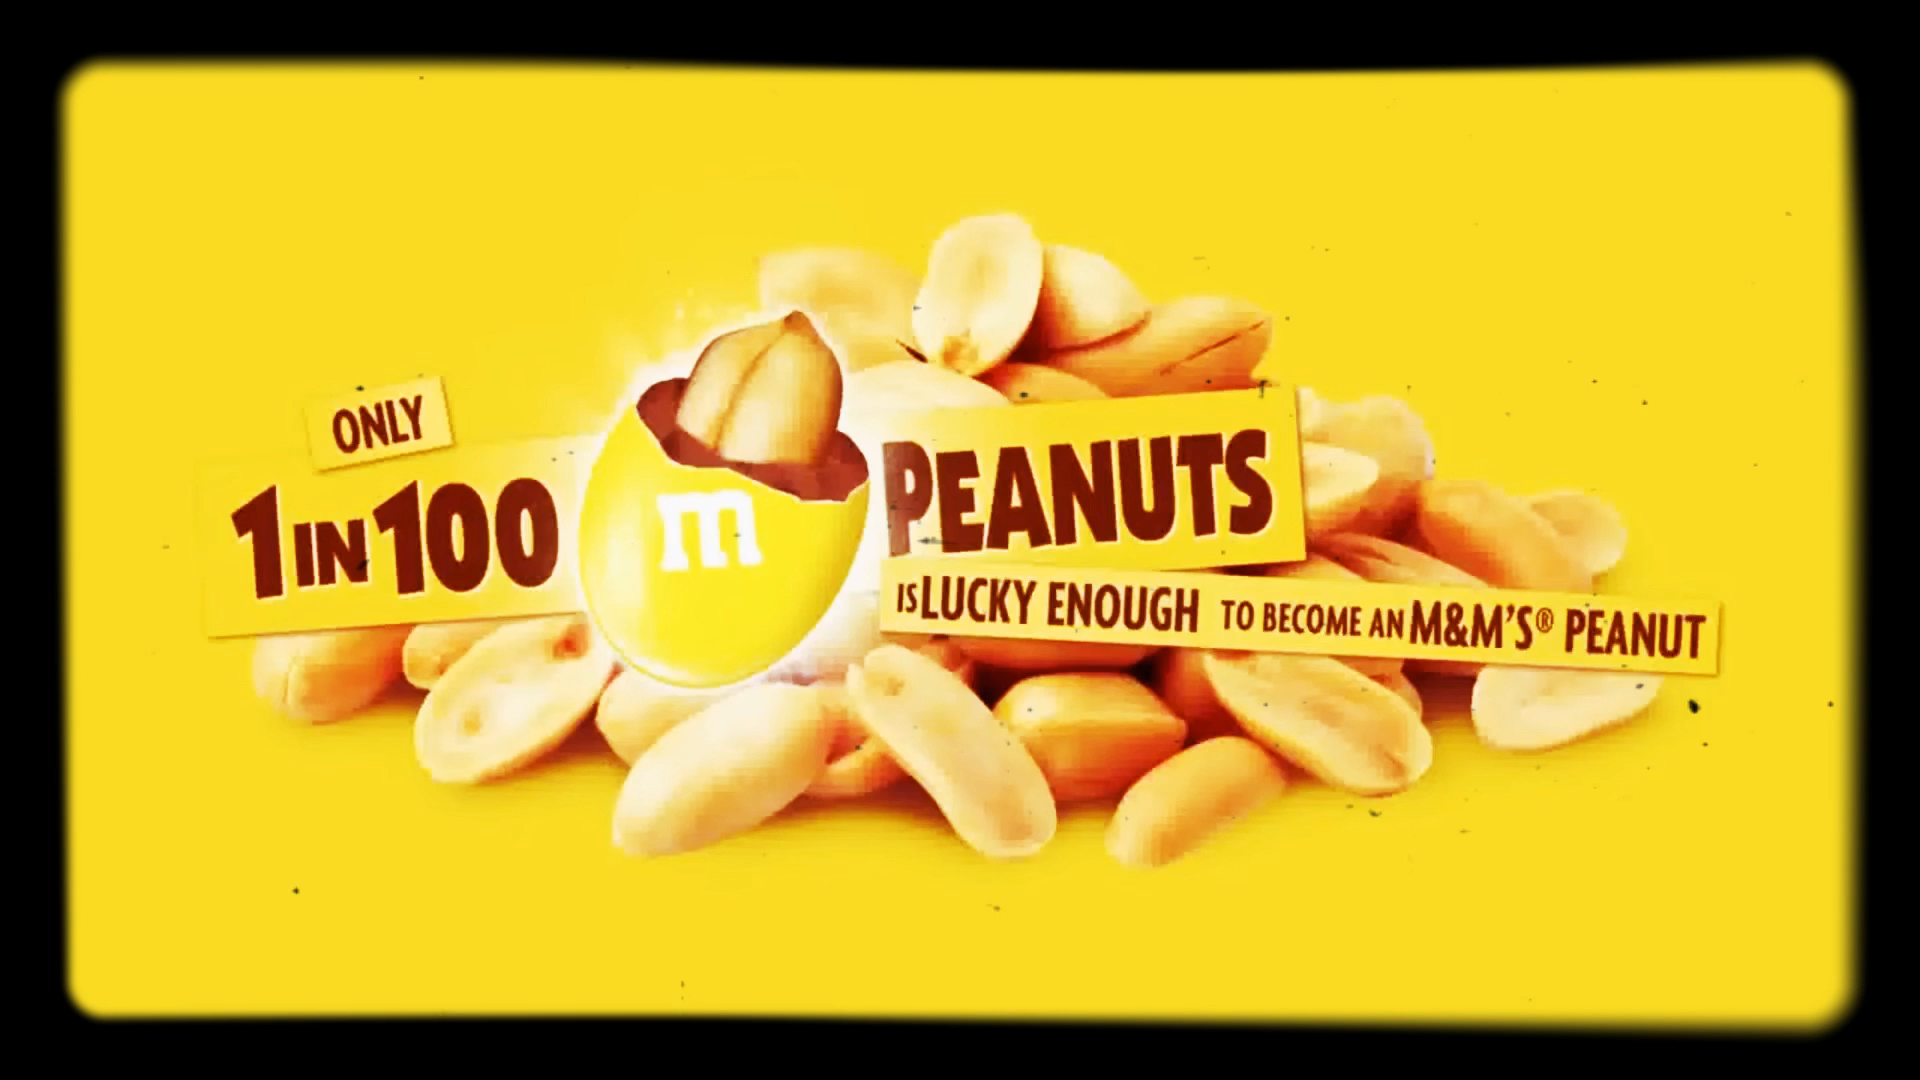 ONLY
1 IN 100 PEANUTS
m
IS LUCKY ENOUGH TO BECOME AN M&M'S® PEANUT